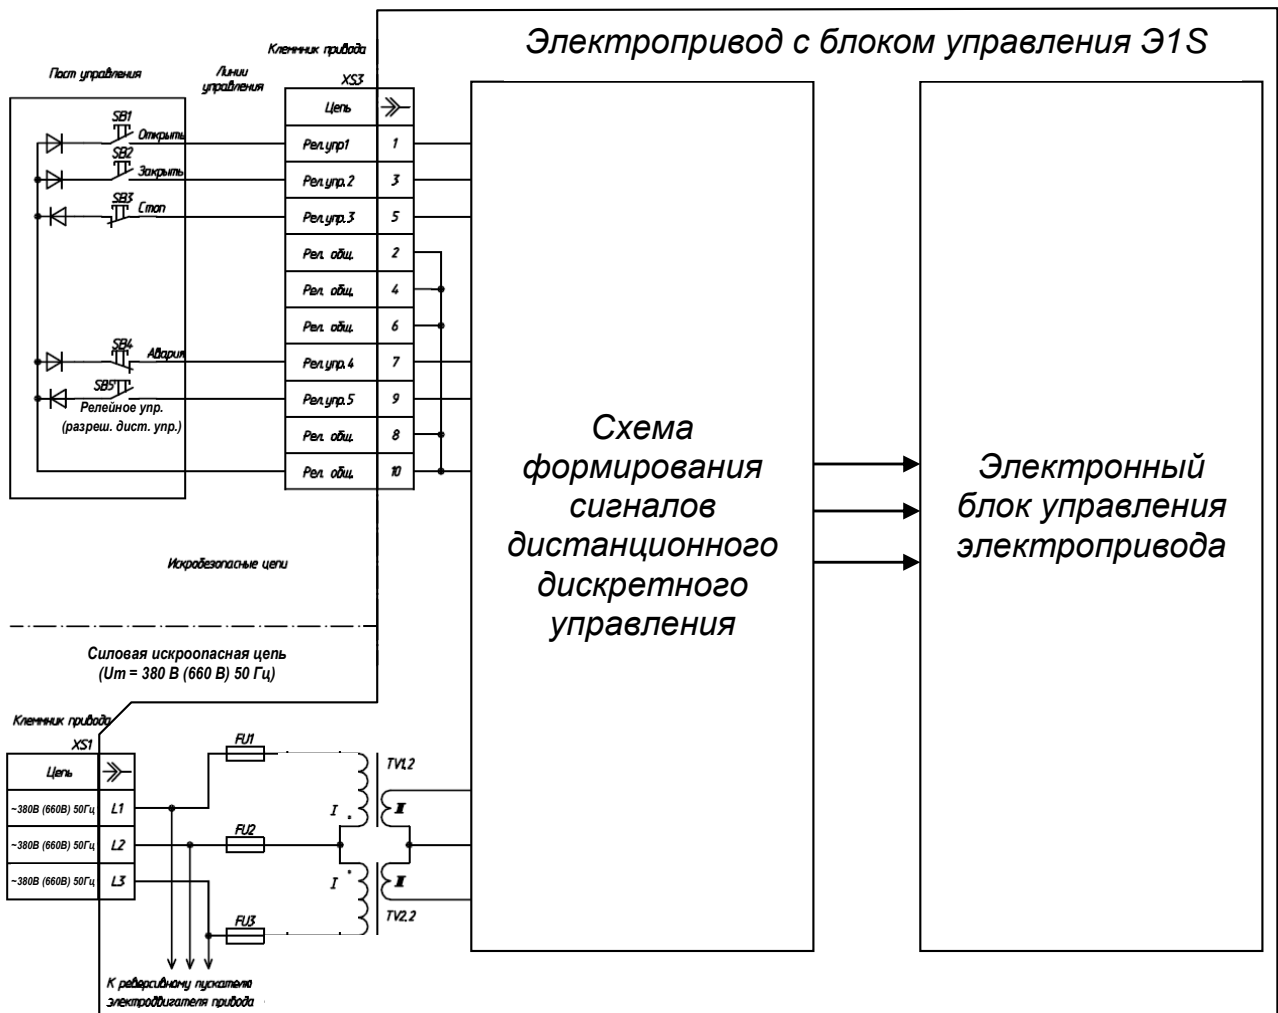 Электропривод с блоком управления Э1S
Клеммник привода
Пост управления
Линии
управления
XS3
Цепь
SB1
Открыть
Рел.упр1
1
SB2
Закрыть
Рел.упр.2
3
SB3
Стоп
Рел.упр.3
5
Рел. общ.
2
Рел. общ.
4
Рел. общ.
6
SB4
Авария
Рел.упр.4
7
SB5
Рел.упр.5
9
Релейное упр.
(разреш. дист. упр.)
Рел. общ.
8
Рел. общ.
10
Схема
формирования
сигналов
дистанционного
дискретного
управления
Электронный
блок управления
электропривода
Искробезопасные цепи
Силовая искроопасная цепь
(Um = 380 В (660 В) 50 Гц)
Клеммник привода
XS1
Цепь
~380В (660В) 50Гц
L1
~380В (660В) 50Гц
L2
~380В (660В) 50Гц
L3
FU1
FU2
FU3
TV1.2
I
II
I
II
TV2.2
К реверсивному пускателю
электродвигателя привода